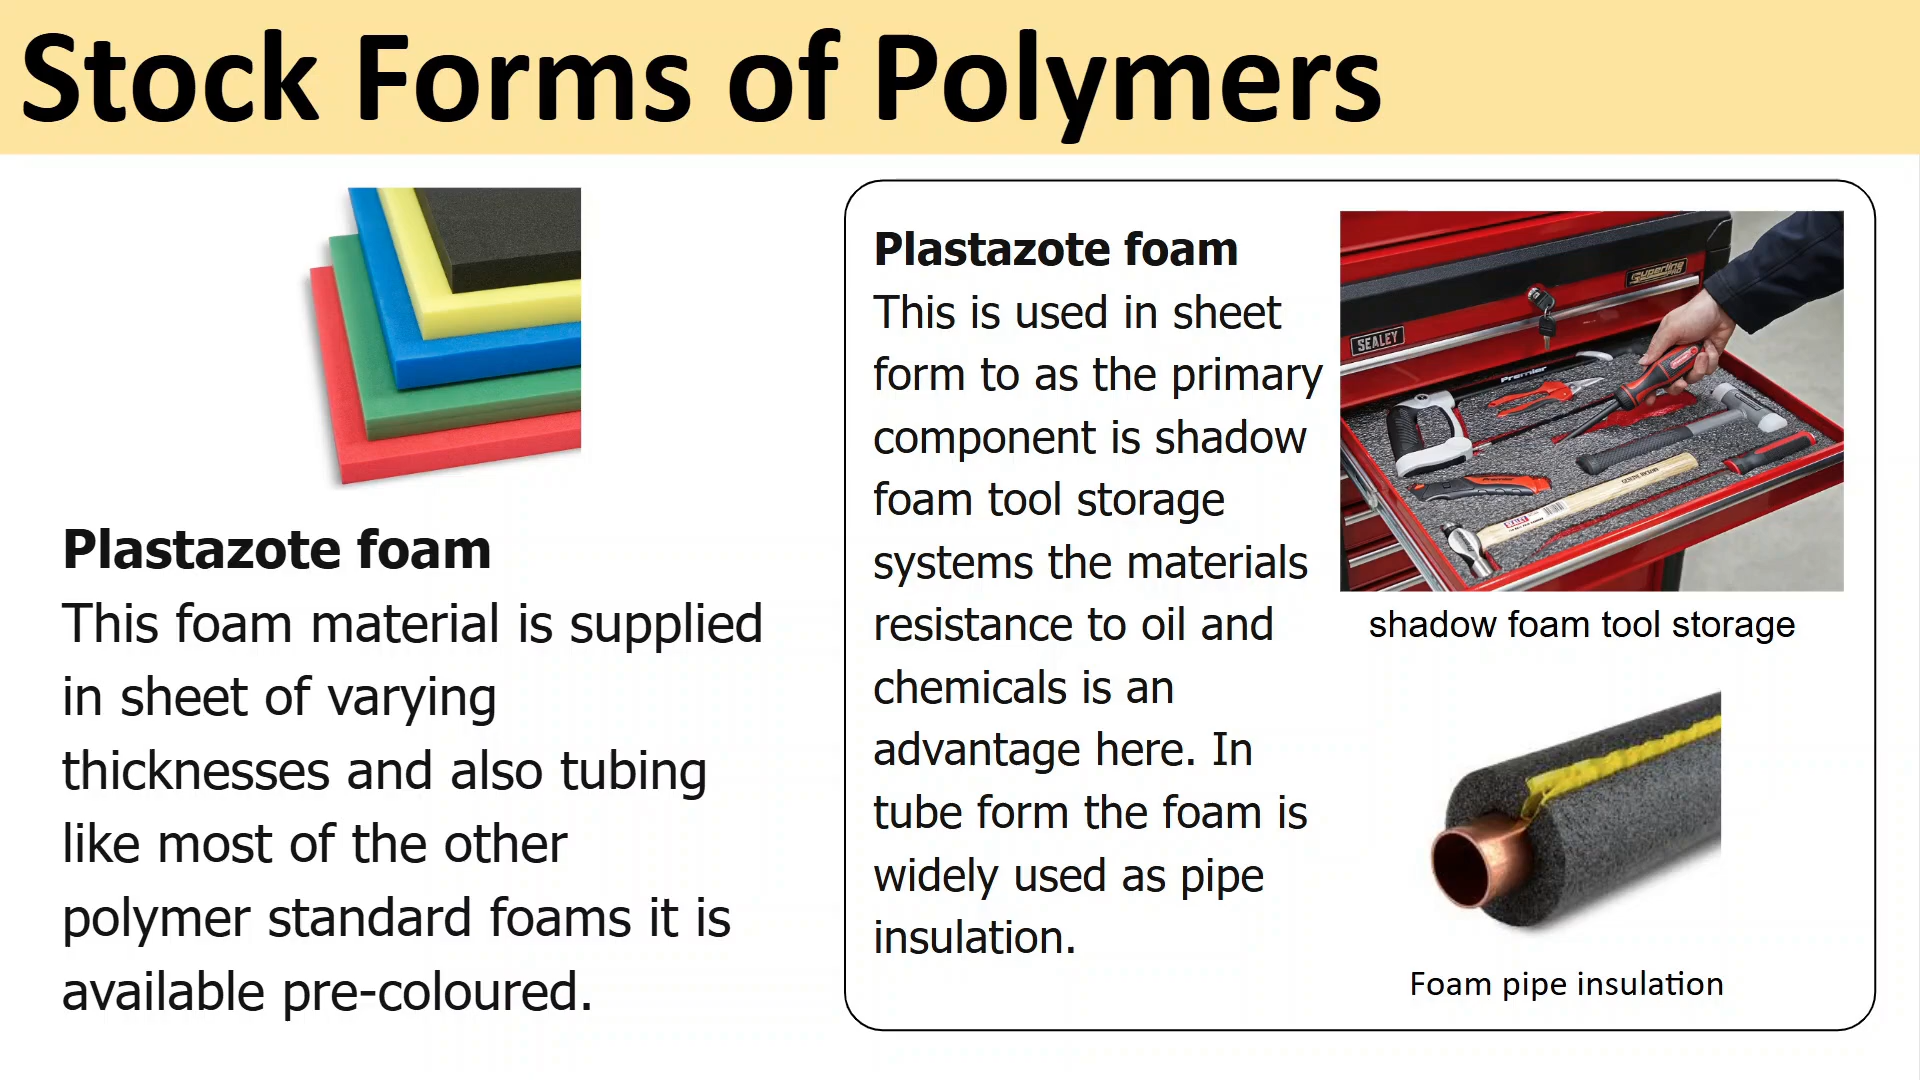 Stock Forms of Polymers
Plastazote foam
This foam material is supplied
in sheet of varying
thicknesses and also tubing
like most of the other
polymer standard foams it is
available pre-coloured.
Plastazote foam
This is used in sheet
form to as the primary
component is shadow
foam tool storage
systems the materials
resistance to oil and
chemicals is an
advantage here. In
tube form the foam is
widely used as pipe
insulation.
Superline
PRO
SEALEY
Premier
shadow foam tool storage
Foam pipe insulation